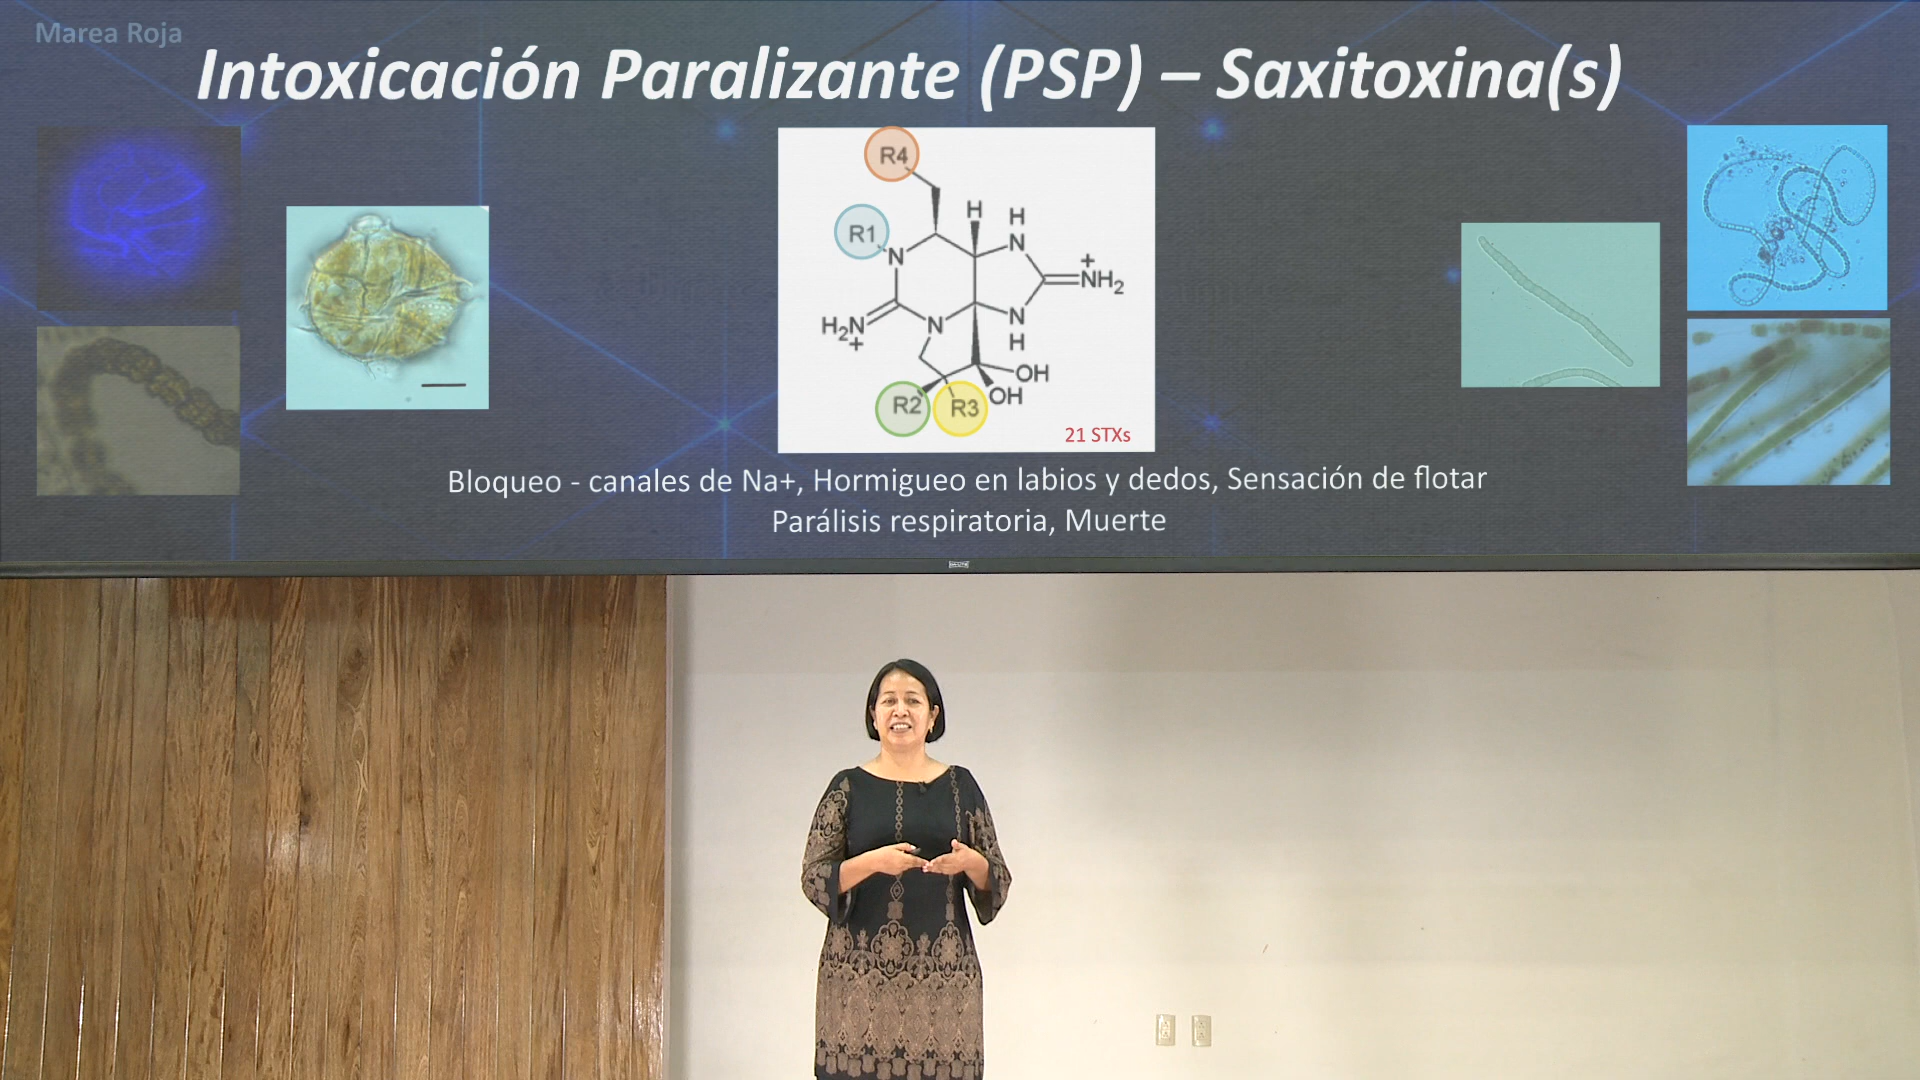 Marea Roja
Intoxicación Paralizante (PSP) – Saxitoxina(s)
R4
H
H
R1
N
N
+
NH2
H2N
+
N
N
H
OH
OH
R2
R3
21 STXs
Bloqueo - canales de Na+, Hormigueo en labios y dedos, Sensación de flotar
Parálisis respiratoria, Muerte